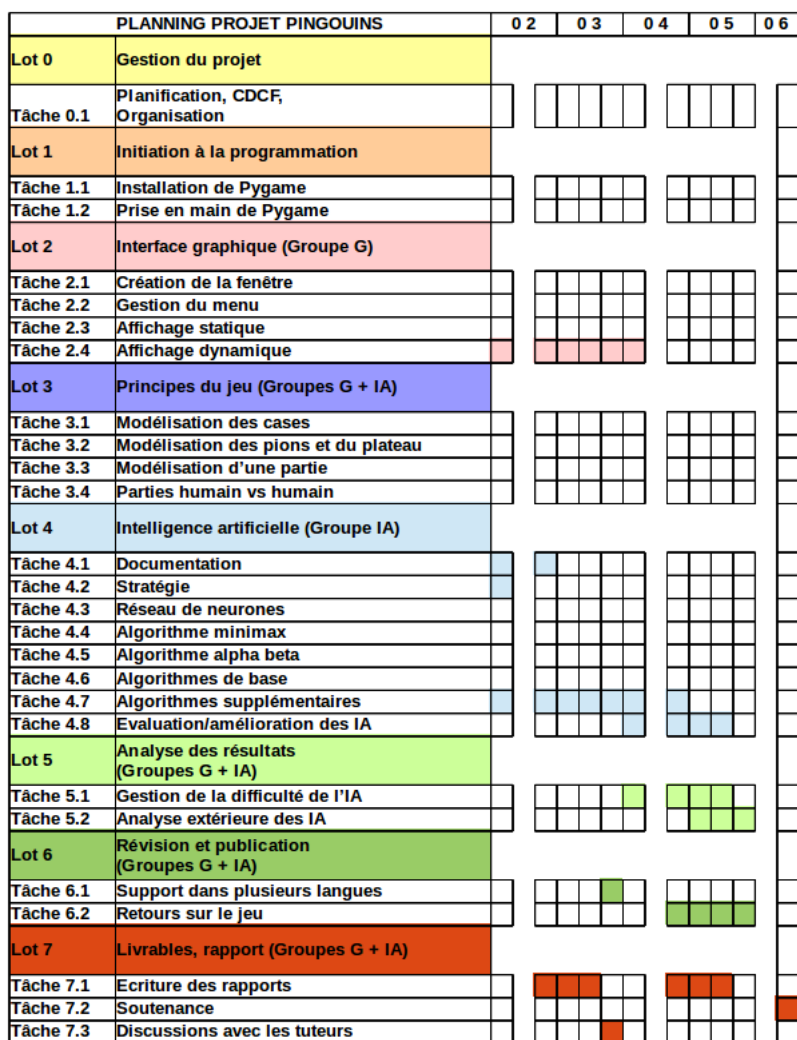 PLANNING PROJET PINGOUINS 0 2 0 3 0 4 0 5 0 6
Lot 0 Gestion du projet
Planification, CDCF,
Tâche 0.1 Organisation
Lot 1 Initiation à la programmation
Tâche 1.1 Installation de Pygame
Tâche 1.2 Prise en main de Pygame
Lot 2 Interface graphique (Groupe G)
Tâche 2.1 Création de la fenêtre
Tâche 2.2 Gestion du menu
Tâche 2.3 Affichage statique
Tâche 2.4 Affichage dynamique
Lot 3 Principes du jeu (Groupes G + IA)
Tâche 3.1 Modélisation des cases
Tâche 3.2 Modélisation des pions et du plateau
Tâche 3.3 Modélisation d’une partie
Tâche 3.4 Parties humain vs humain
Lot 4 Intelligence artificielle (Groupe IA)
Tâche 4.1 Documentation
Tâche 4.2 Stratégie
Tâche 4.3 Réseau de neurones
Tâche 4.4 Algorithme minimax
Tâche 4.5 Algorithme alpha beta
Tâche 4.6 Algorithmes de base
Tâche 4.7 Algorithmes supplémentaires
Tâche 4.8 Evaluation/amélioration des IA
Lot 5 Analyse des résultats
(Groupes G + IA)
Tâche 5.1 Gestion de la difficulté de l’IA
Tâche 5.2 Analyse extérieure des IA
Lot 6 Révision et publication
(Groupes G + IA)
Tâche 6.1 Support dans plusieurs langues
Tâche 6.2 Retours sur le jeu
Lot 7 Livrables, rapport (Groupes G + IA)
Tâche 7.1 Ecriture des rapports
Tâche 7.2 Soutenance
Tâche 7.3 Discussions avec les tuteurs